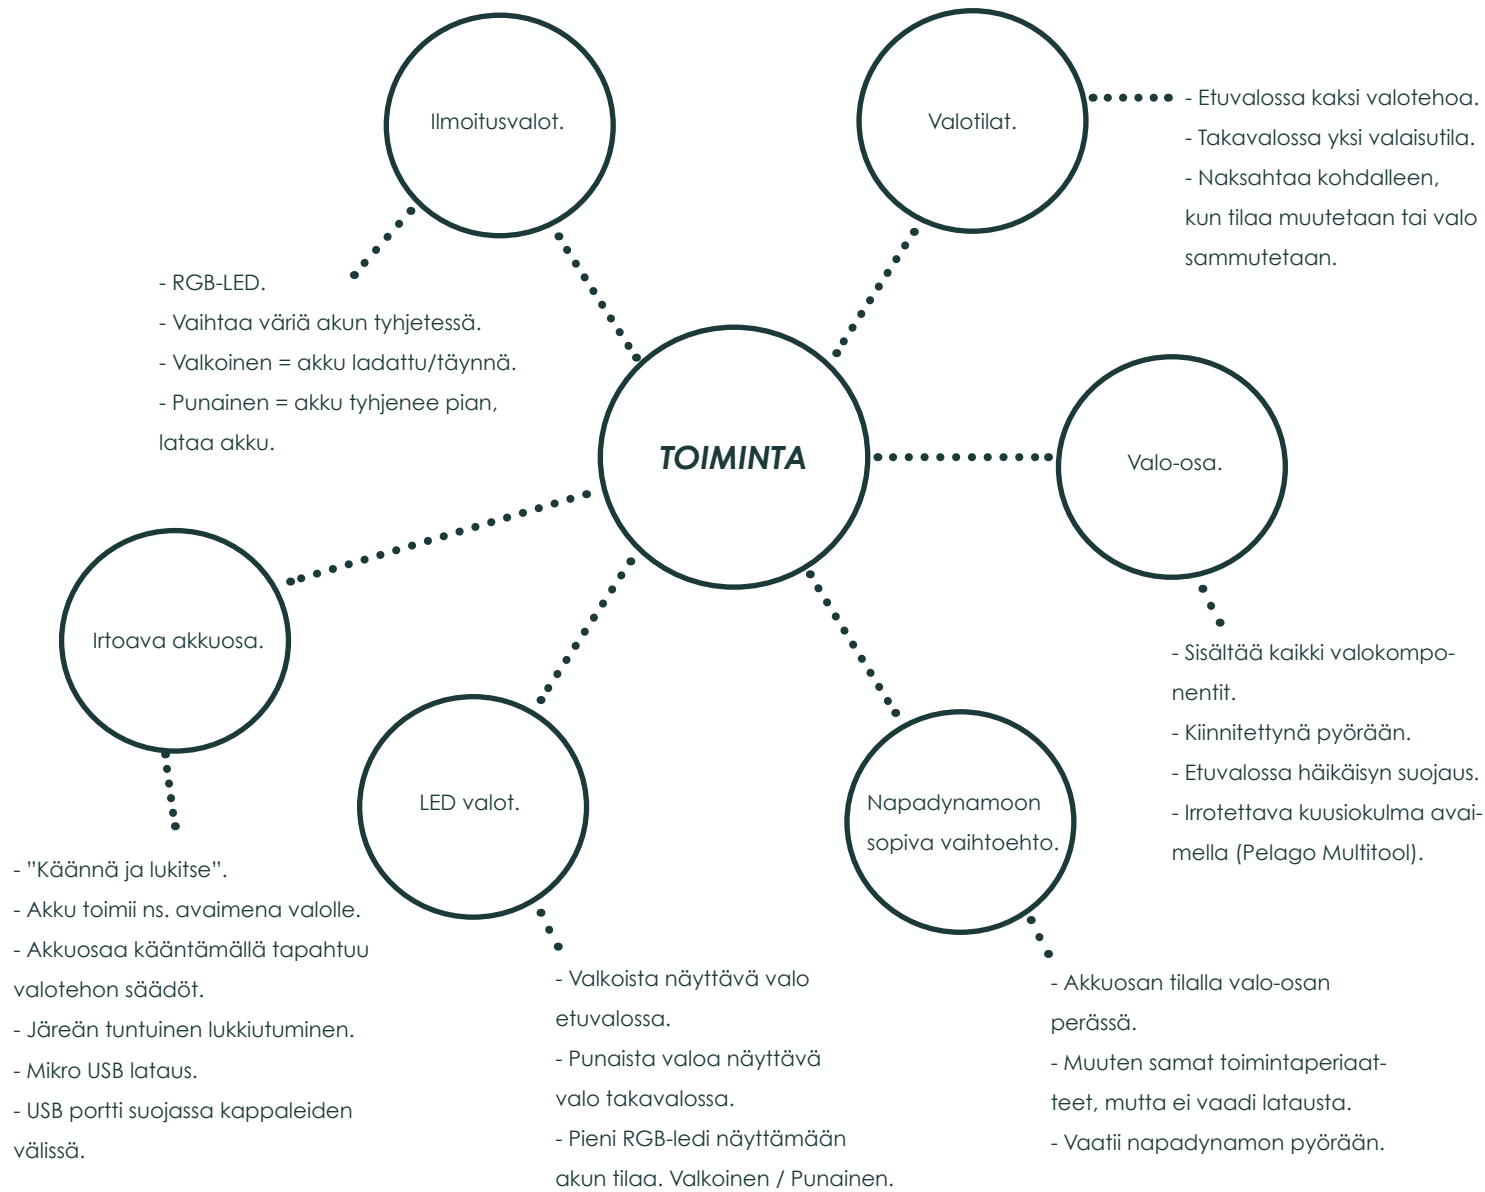 Ilmoitusvalot.
- RGB-LED.
- Vaihtaa väriä akun tyhjetessä.
- Valkoinen = akku ladattu/täynnä.
- Punainen = akku tyhjenee pian,
lataa akku.
Valotilat.
- Etuvalossa kaksi valotehoa.
- Takavalossa yksi valaisutila.
- Naksahtaa kohdalleen,
kun tilaa muutetaan tai valo
sammutetaan.
TOIMINTA
Valo-osa.
- Sisältää kaikki valokompo-
nentit.
- Kiinnitettynä pyörään.
- Etuvalossa häikäisyn suojaus.
- Irrotettava kuusiokulma avai-
mella (Pelago Multitool).
Irtoava akkuosa.
- ”Käännä ja lukitse”.
- Akku toimii ns. avaimena valolle.
- Akkuosaa kääntämällä tapahtuu
valotehon säädöt.
- Järeän tuntuinen lukkiutuminen.
- Mikro USB lataus.
- USB portti suojassa kappaleiden
välissä.
LED valot.
- Valkoista näyttävä valo
etuvalossa.
- Punaista valoa näyttävä
valo takavalossa.
- Pieni RGB-ledi näyttämään
akun tilaa. Valkoinen / Punainen.
Napadynamoon
sopiva vaihtoehto.
- Akkuosan tilalla valo-osan
perässä.
- Muuten samat toimintaperiaat-
teet, mutta ei vaadi latausta.
- Vaatii napadynamon pyörään.